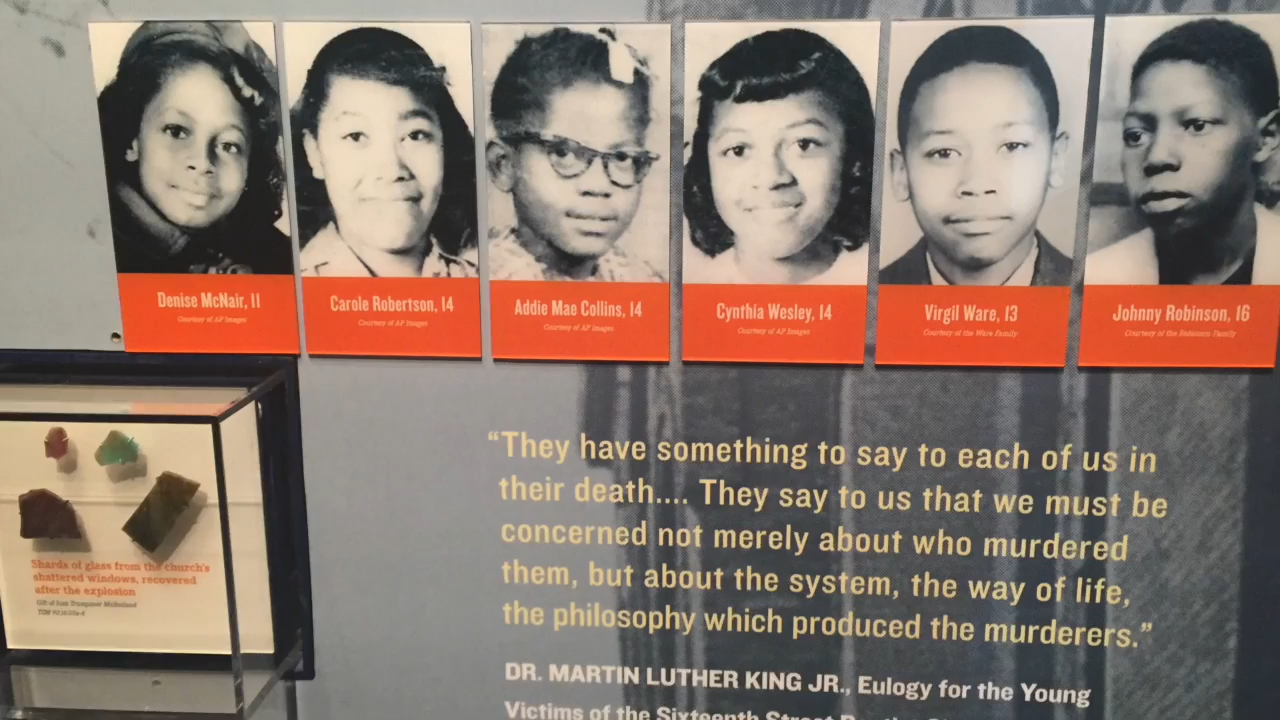 Denise McNair, 11
Courtesy of AP Images
Carole Robertson, 14
Courtesy of AP Images
Addie Mae Collins, 14
Courtesy of AP Images
Cynthia Wesley, 14
Courtesy of AP Images
Virgil Ware, 13
Courtesy of the Ware Family
Johnny Robinson, 16
Courtesy of the Robinson Family
“They have something to say to each of us in
their death.... They say to us that we must be
concerned not merely about who murdered
them, but about the system, the way of life,
the philosophy which produced the murderers.”
DR. MARTIN LUTHER KING JR., Eulogy for the Young
Victims of the Sixteenth Street
Shards of glass from the church's
shattered windows, recovered
after the explosion
Gift of